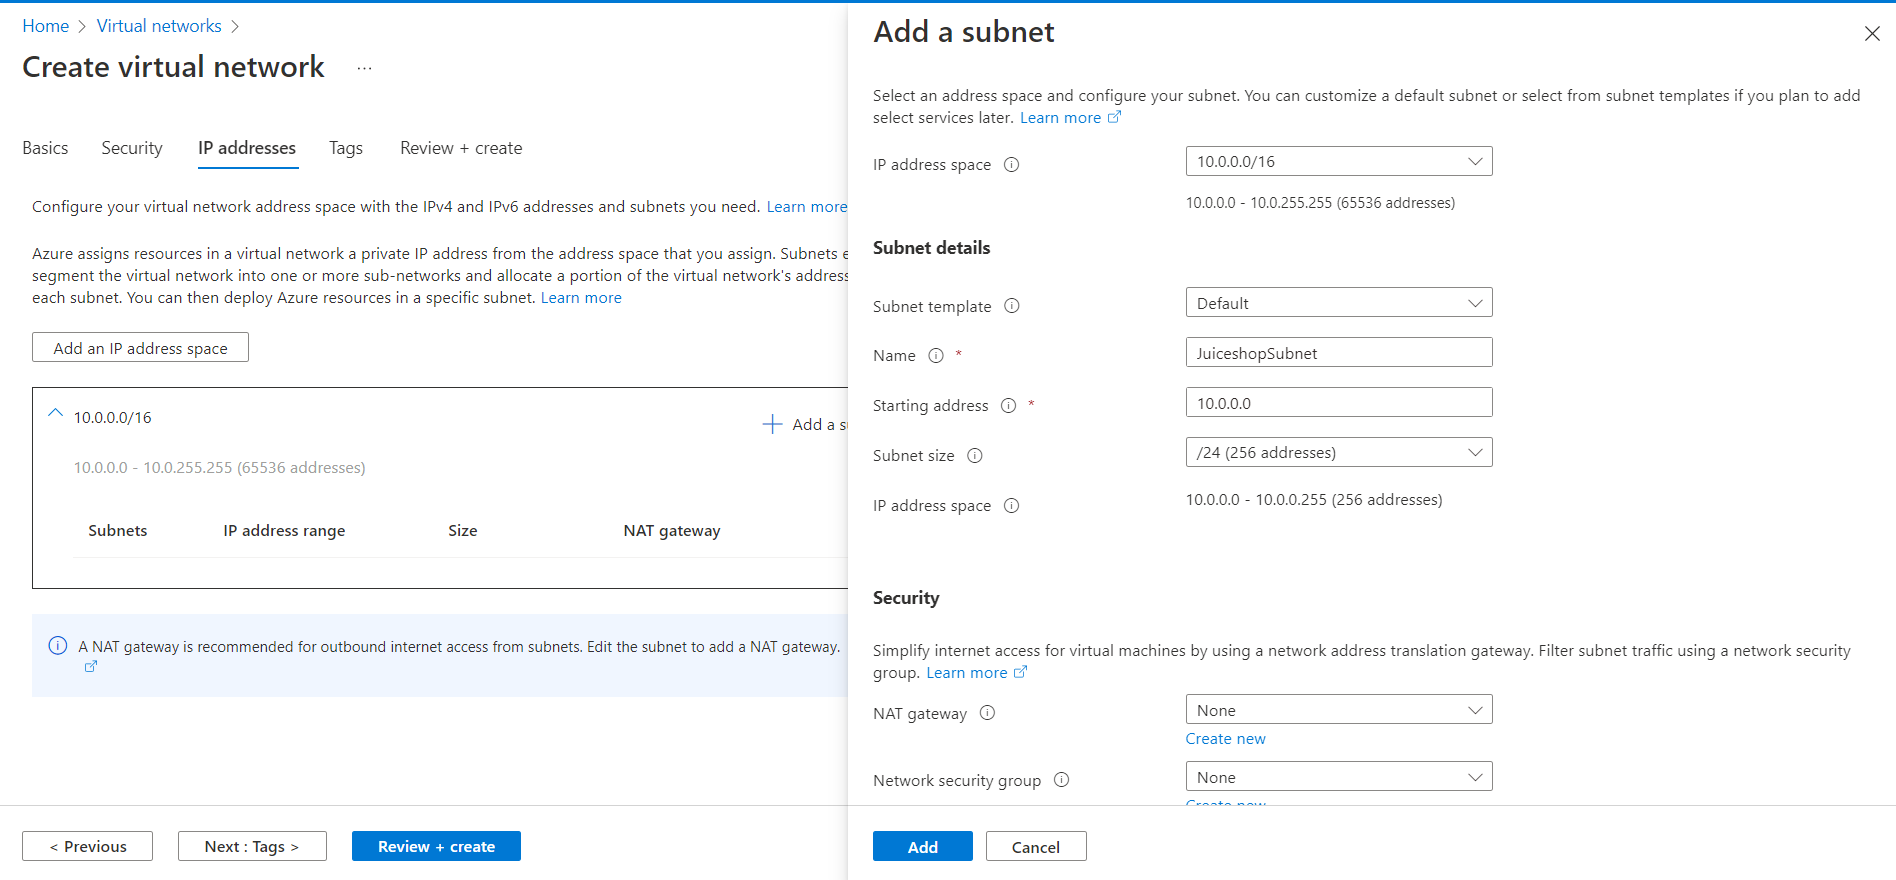 Home > Virtual networks >
Create virtual network ...
Basics Security IP addresses Tags Review + create
Configure your virtual network address space with the IPv4 and IPv6 addresses and subnets you need. Learn more
Azure assigns resources in a virtual network a private IP address from the address space that you assign. Subnets e
segment the virtual network into one or more sub-networks and allocate a portion of the virtual network's address
each subnet. You can then deploy Azure resources in a specific subnet. Learn more
Add an IP address space
10.0.0.0/16
Add a s
10.0.0.0 - 10.0.255.255 (65536 addresses)
Subnets IP address range Size NAT gateway
A NAT gateway is recommended for outbound internet access from subnets. Edit the subnet to add a NAT gateway.
< Previous Next : Tags > Review + create
Add a subnet
Select an address space and configure your subnet. You can customize a default subnet or select from subnet templates if you plan to add
select services later. Learn more
IP address space 10.0.0.0/16
10.0.0.0 - 10.0.255.255 (65536 addresses)
Subnet details
Subnet template Default
Name * JuiceshopSubnet
Starting address * 10.0.0.0
Subnet size /24 (256 addresses)
IP address space 10.0.0.0 - 10.0.0.255 (256 addresses)
Security
Simplify internet access for virtual machines by using a network address translation gateway. Filter subnet traffic using a network security
group. Learn more
NAT gateway None
Create new
Network security group None
Create new
Add Cancel